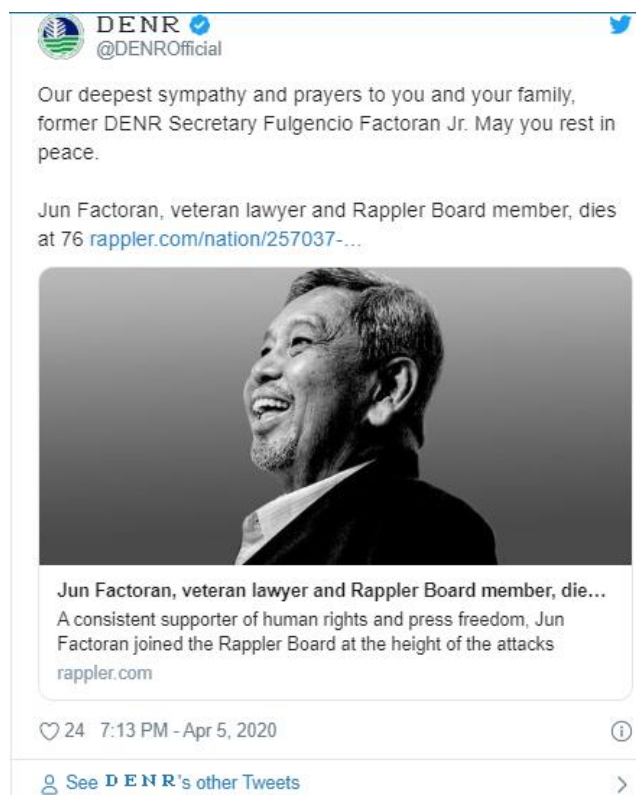 DENR
@DENROfficial
Our deepest sympathy and prayers to you and your family,
former DENR Secretary Fulgencio Factoran Jr. May you rest in
peace.
Jun Factoran, veteran lawyer and Rappler Board member, dies
at 76 rappler.com/nation/257037-…
Jun Factoran, veteran lawyer and Rappler Board member, die...
A consistent supporter of human rights and press freedom, Jun
Factoran joined the Rappler Board at the height of the attacks
rappler.com
24 7:13 PM - Apr 5, 2020
See DENR's other Tweets